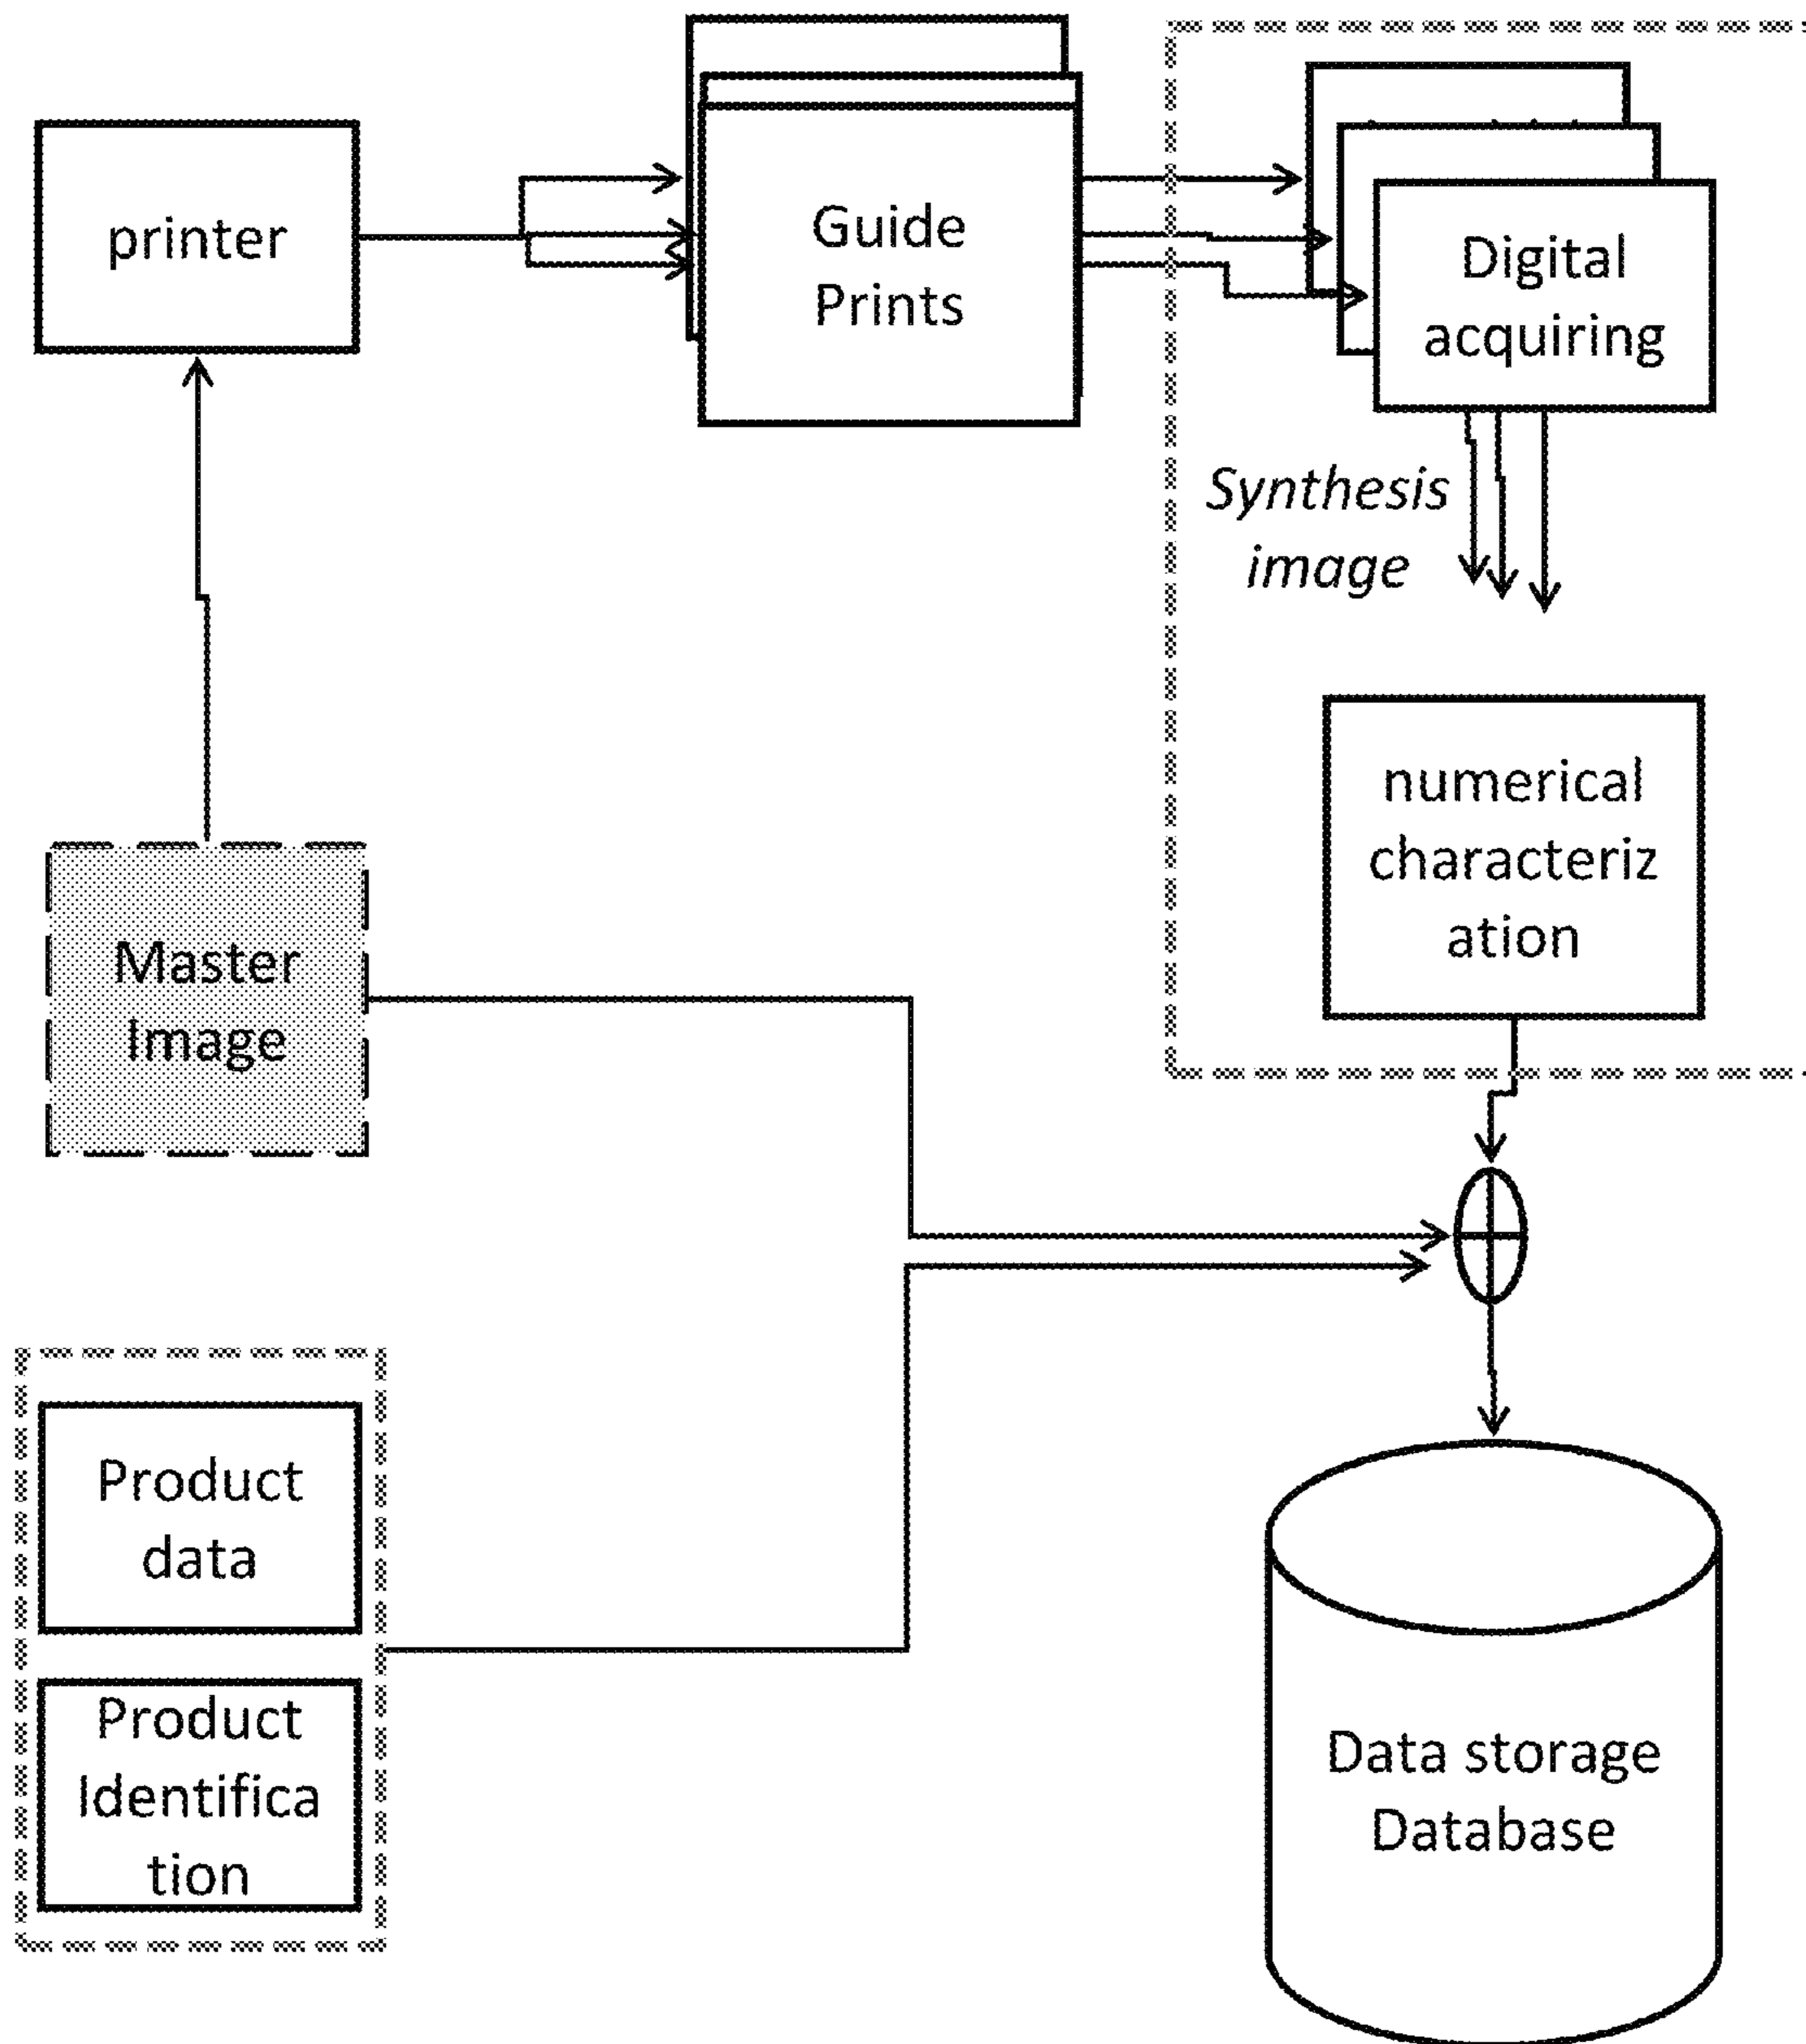 printer
Guide
Prints
Digital
acquiring
Synthesis
image
numerical
characteriz
ation
Master
Image
Product
data
Product
Identifica
tion
Data storage
Database